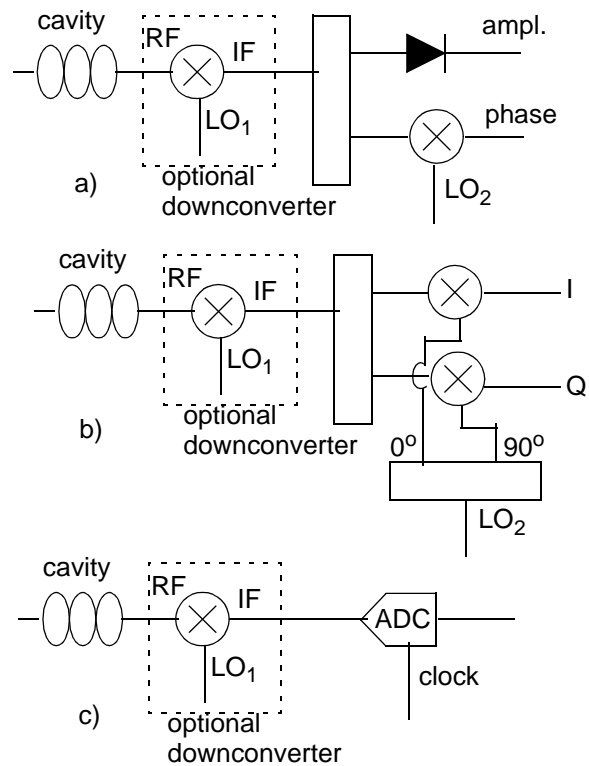 cavity
RF
IF
ampl.
LO1
phase
a)
optional
downconverter
LO2
cavity
RF
IF
I
LO1
optional
downconverter
Q
b)
0o
90o
LO2
cavity
RF
IF
ADC
LO1
clock
c)
optional
downconverter